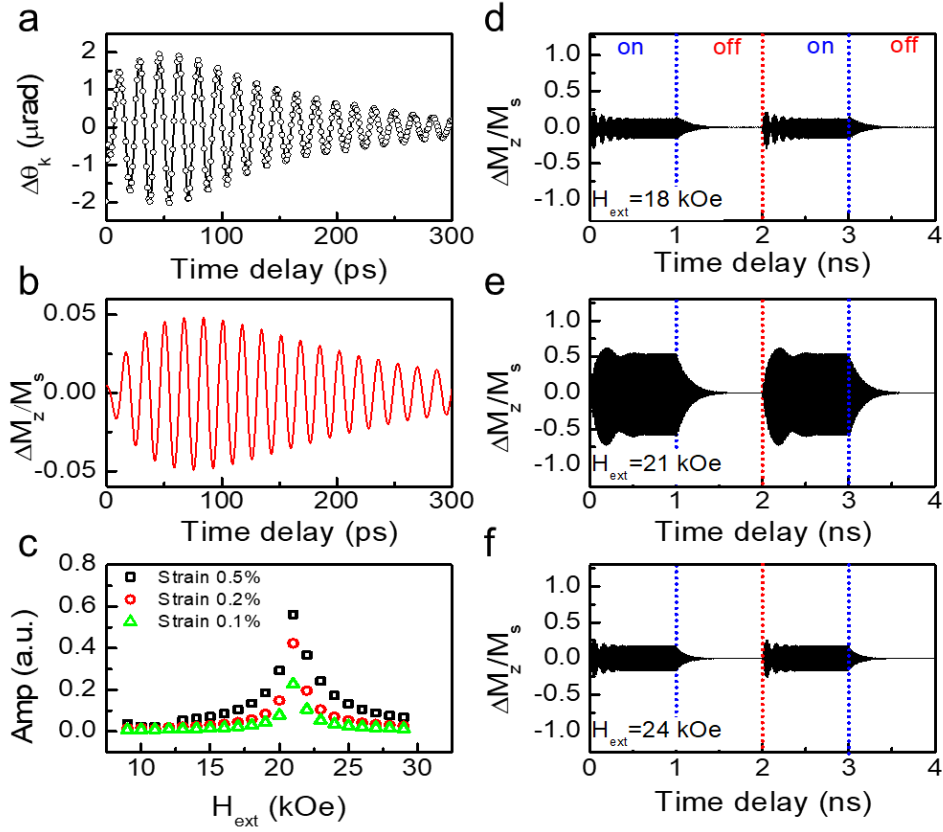 a
Δθk (μrad)
2
1
0
-1
-2
0 100 200 300
Time delay (ps)
b
ΔMz/Ms
0.05
0.00
-0.05
0 100 200 300
Time delay (ps)
c
Amp (a.u.)
0.8
0.6
0.4
0.2
0.0
Strain 0.5%
Strain 0.2%
Strain 0.1%
10 15 20 25 30
Hext (kOe)
d
on off on off
ΔMz/Ms
1.0
0.5
0.0
-0.5
-1.0
Hext=18 kOe
0 1 2 3 4
Time delay (ns)
e
ΔMz/Ms
1.0
0.5
0.0
-0.5
-1.0
Hext=21 kOe
0 1 2 3 4
Time delay (ns)
f
ΔMz/Ms
1.0
0.5
0.0
-0.5
-1.0
Hext=24 kOe
0 1 2 3 4
Time delay (ns)